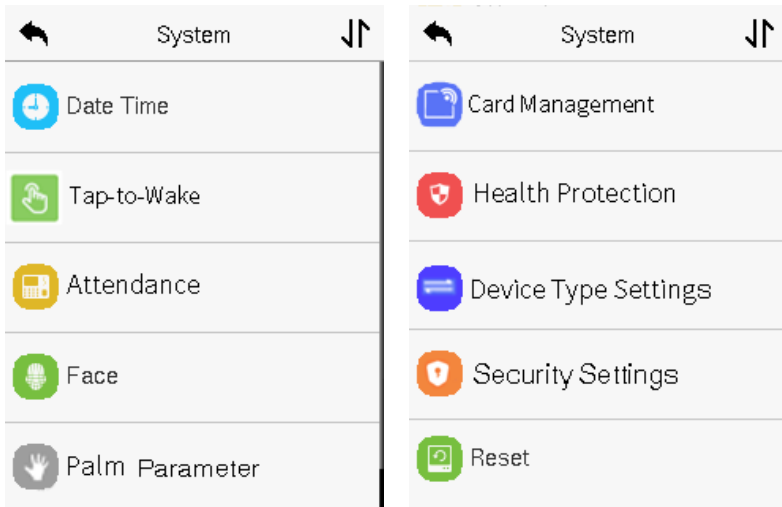 System
Date Time
Tap-to-Wake
Attendance
Face
Palm Parameter
System
Card Management
Health Protection
Device Type Settings
Security Settings
Reset